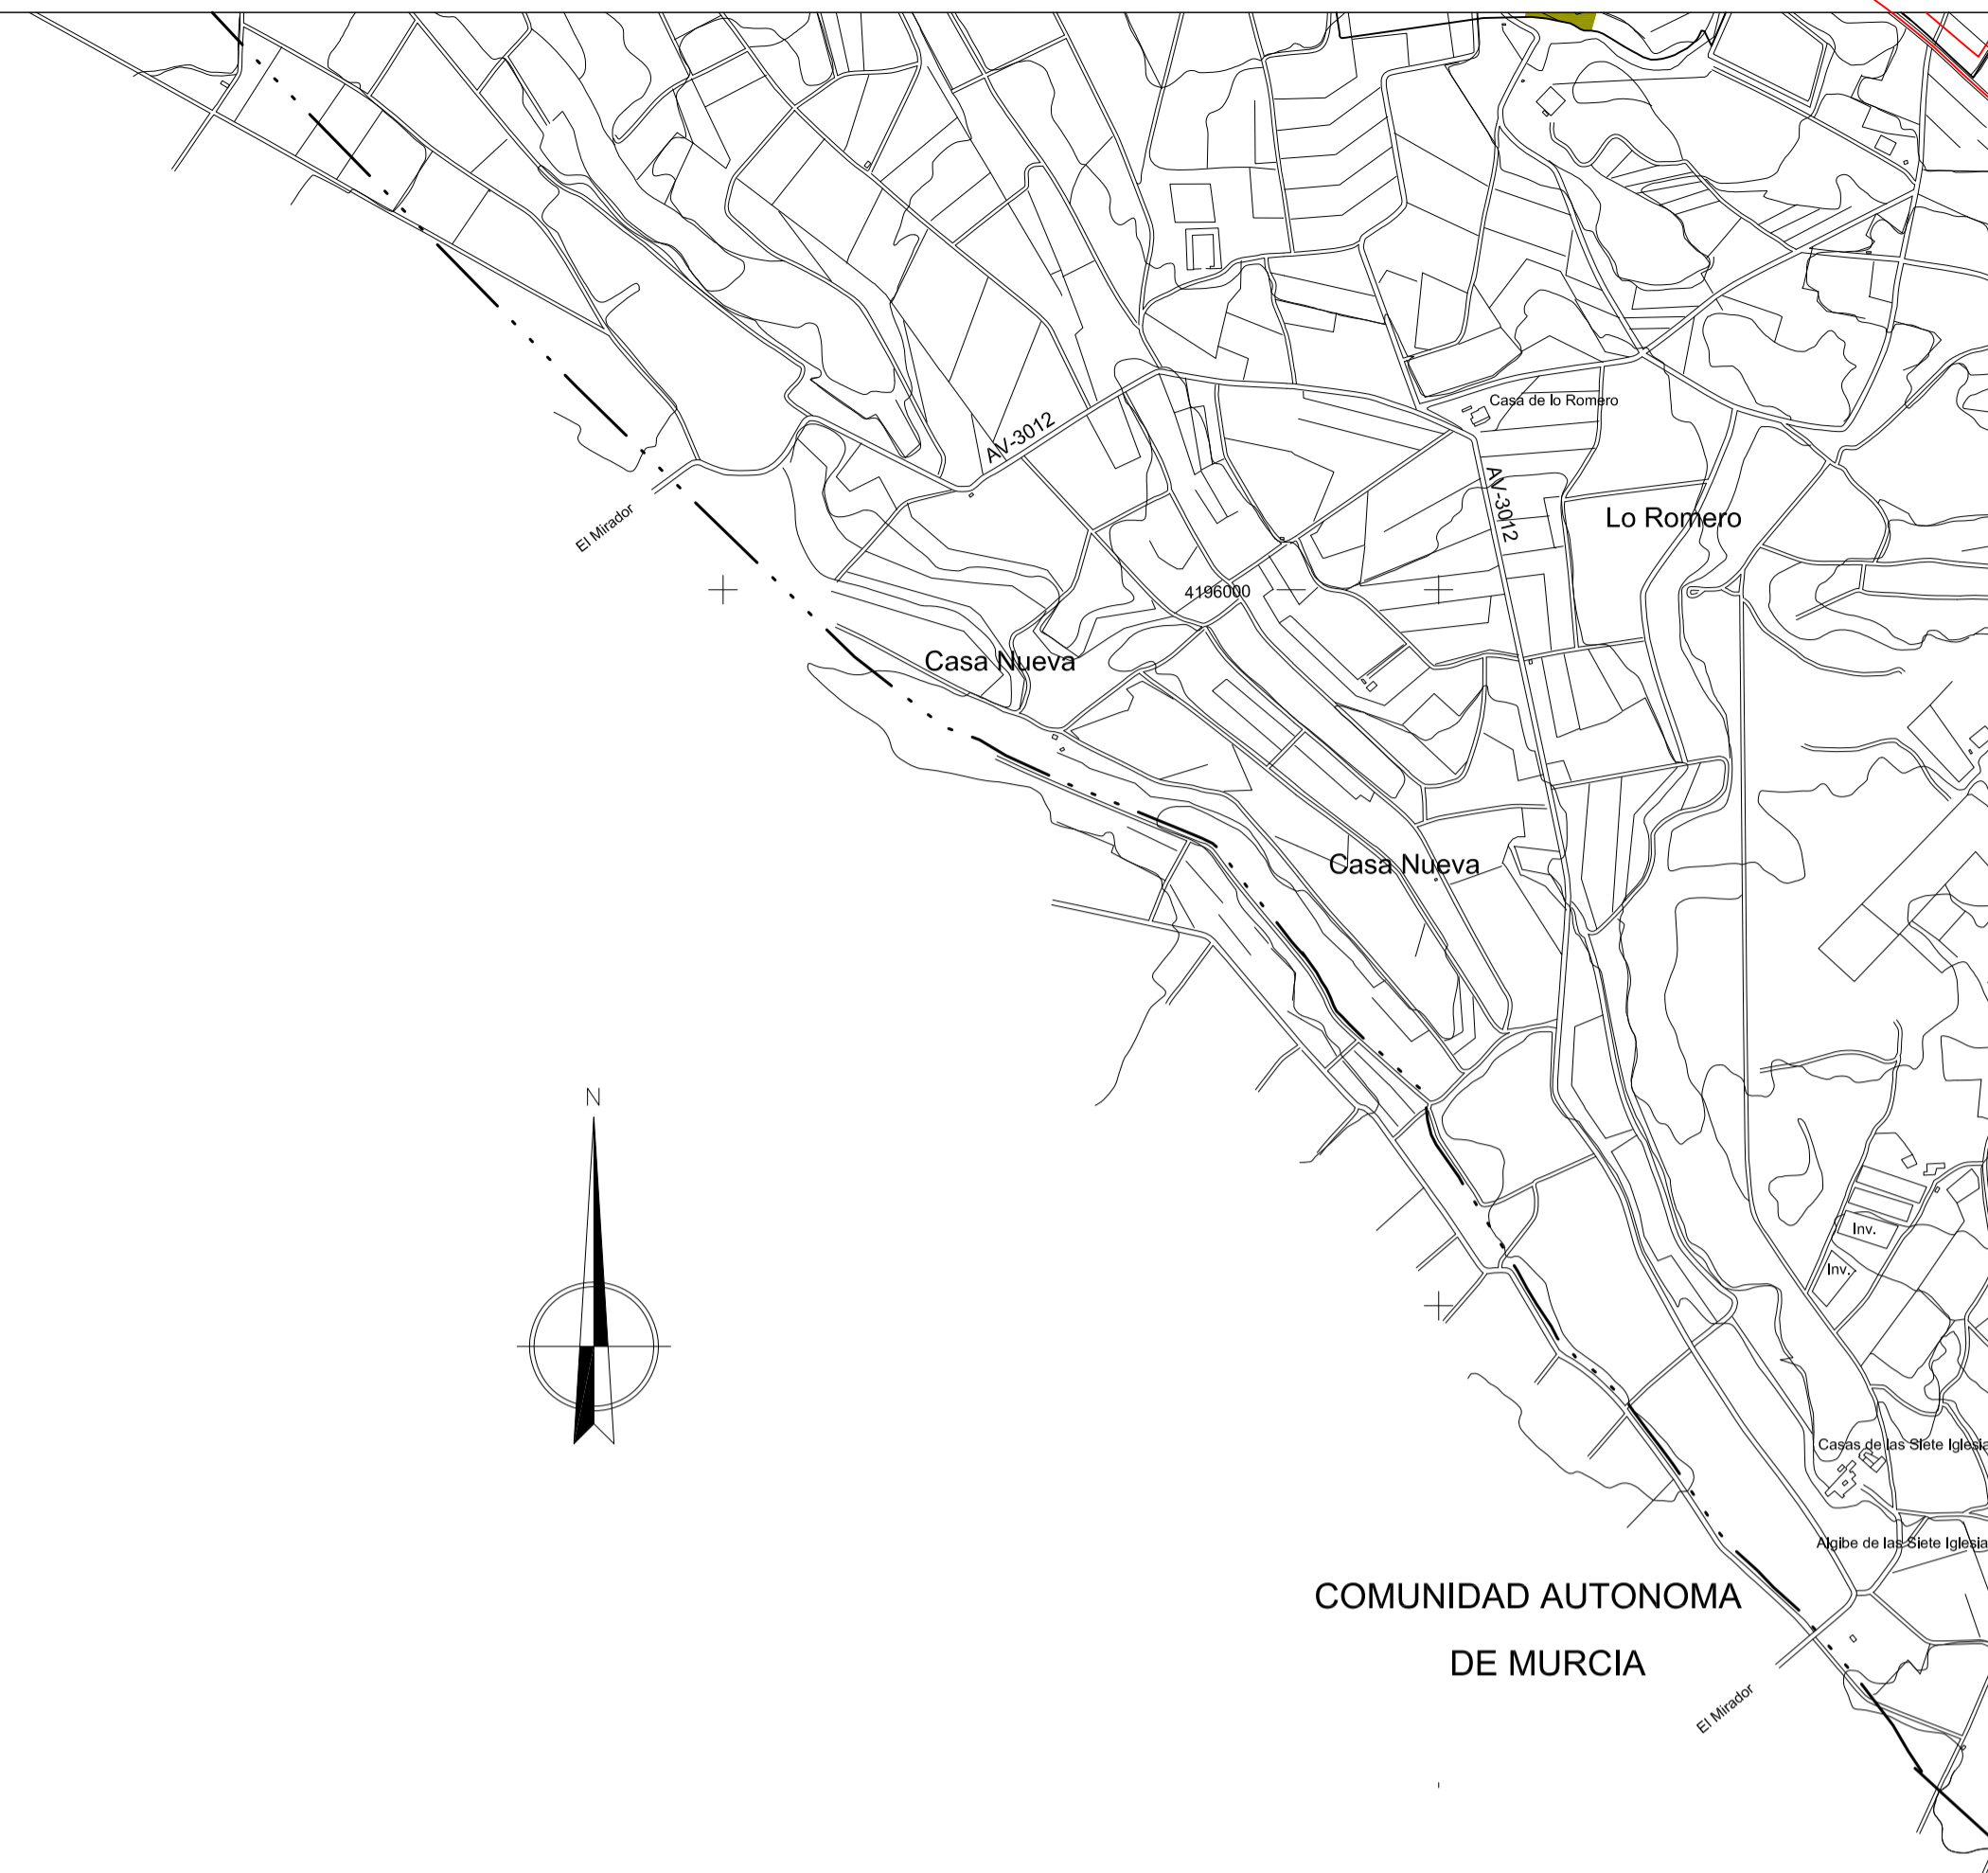 Casa de lo Romero
AV-3012
AV-3012
Lo Romero
El Mirador
4196000
Casa Nueva
Casa Nueva
N
Inv.
Inv.
Casas de las Siete Iglesia
Algibe de las Siete Iglesia
COMUNIDAD AUTONOMA
DE MURCIA
El Mirador